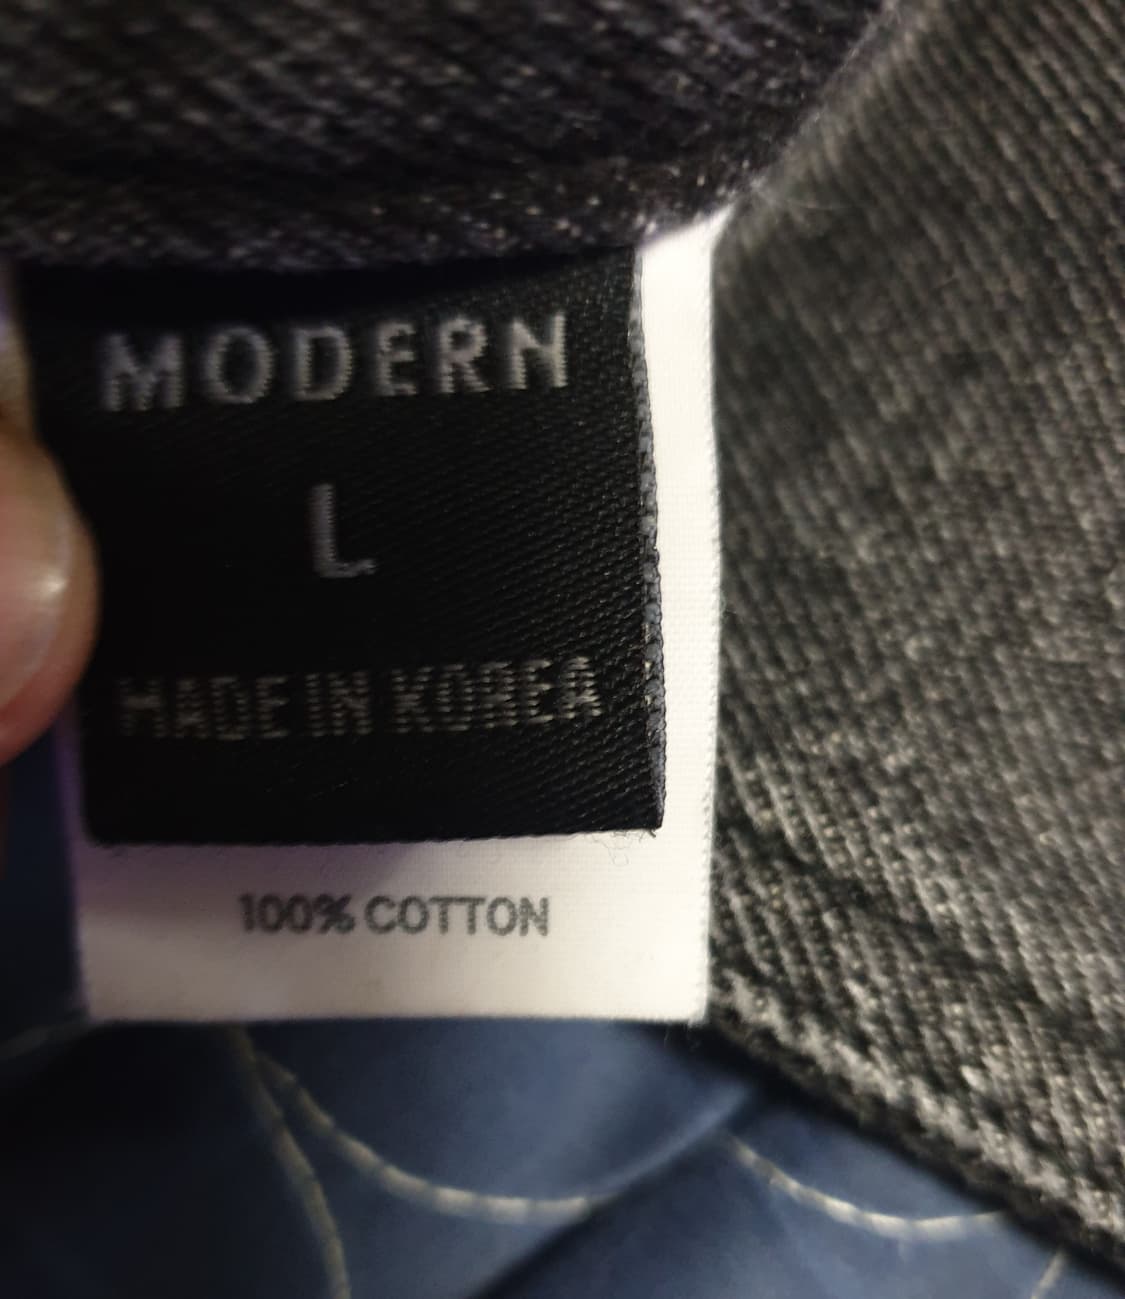 MODERN
L
MADE IN KOREA
100% COTTON